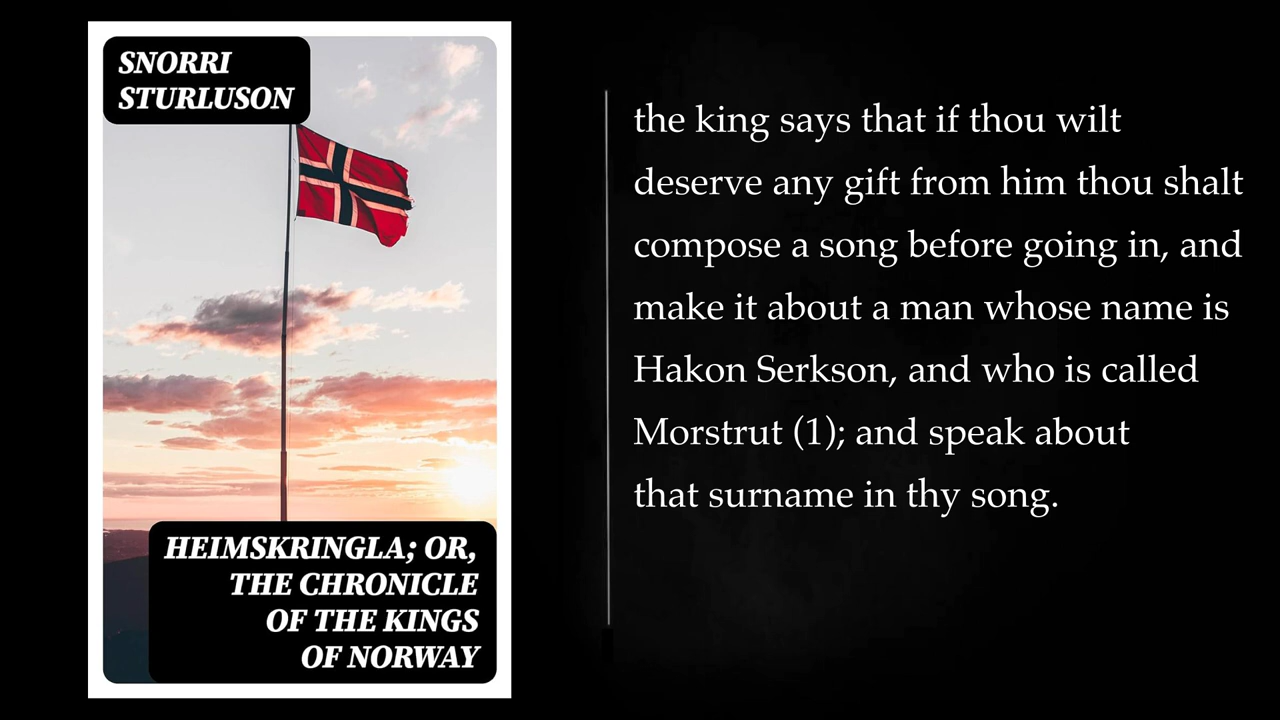 SNORRI
STURLUSON
HEIMSKRINGLA; OR,
THE CHRONICLE
OF THE KINGS
OF NORWAY
the king says that if thou wilt
deserve any gift from him thou shalt
compose a song before going in, and
make it about a man whose name is
Hakon Serkson, and who is called
Morstrut (1); and speak about
that surname in thy song.